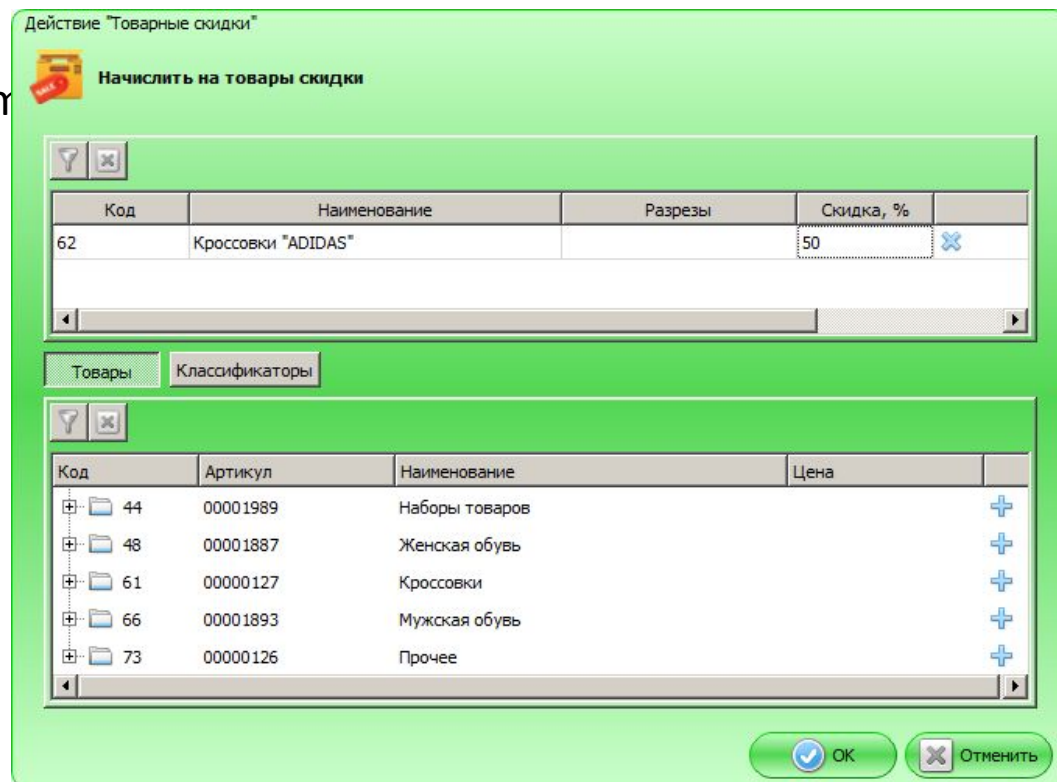 Действие "Товарные скидки"
SALE
Начислить на товары скидки
Код Наименование Разрезы Скидка, %
62 Кроссовки "ADIDAS" 50
Товары Классификаторы
Код Артикул Наименование Цена
44 00001989 Наборы товаров
48 00001887 Женская обувь
61 00000127 Кроссовки
66 00001893 Мужская обувь
73 00000126 Прочее
ОК Отменить